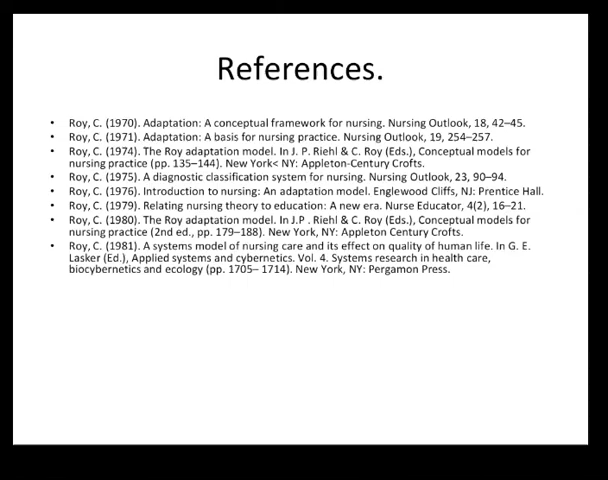 References.
• Roy, C. (1970). Adaptation: A conceptual framework for nursing. Nursing Outlook, 18, 42–45.
• Roy, C. (1971). Adaptation: A basis for nursing practice. Nursing Outlook, 19, 254–257.
• Roy, C. (1974). The Roy adaptation model. In J. P. Riehl & C. Roy (Eds.), Conceptual models for
nursing practice (pp. 135–144). New York< NY: Appleton-Century Crofts.
• Roy, C. (1975). A diagnostic classification system for nursing. Nursing Outlook, 23, 90–94.
• Roy, C. (1976). Introduction to nursing: An adaptation model. Englewood Cliffs, NJ: Prentice Hall.
• Roy, C. (1979). Relating nursing theory to education: A new era. Nurse Educator, 4(2), 16–21.
• Roy, C. (1980). The Roy adaptation model. In J.P . Riehl & C. Roy (Eds.), Conceptual models for
nursing practice (2nd ed., pp. 179–188). New York, NY: Appleton Century Crofts.
• Roy, C. (1981). A systems model of nursing care and its effect on quality of human life. In G. E.
Lasker (Ed.), Applied systems and cybernetics. Vol. 4. Systems research in health care,
biocybernetics and ecology (pp. 1705– 1714). New York, NY: Pergamon Press.